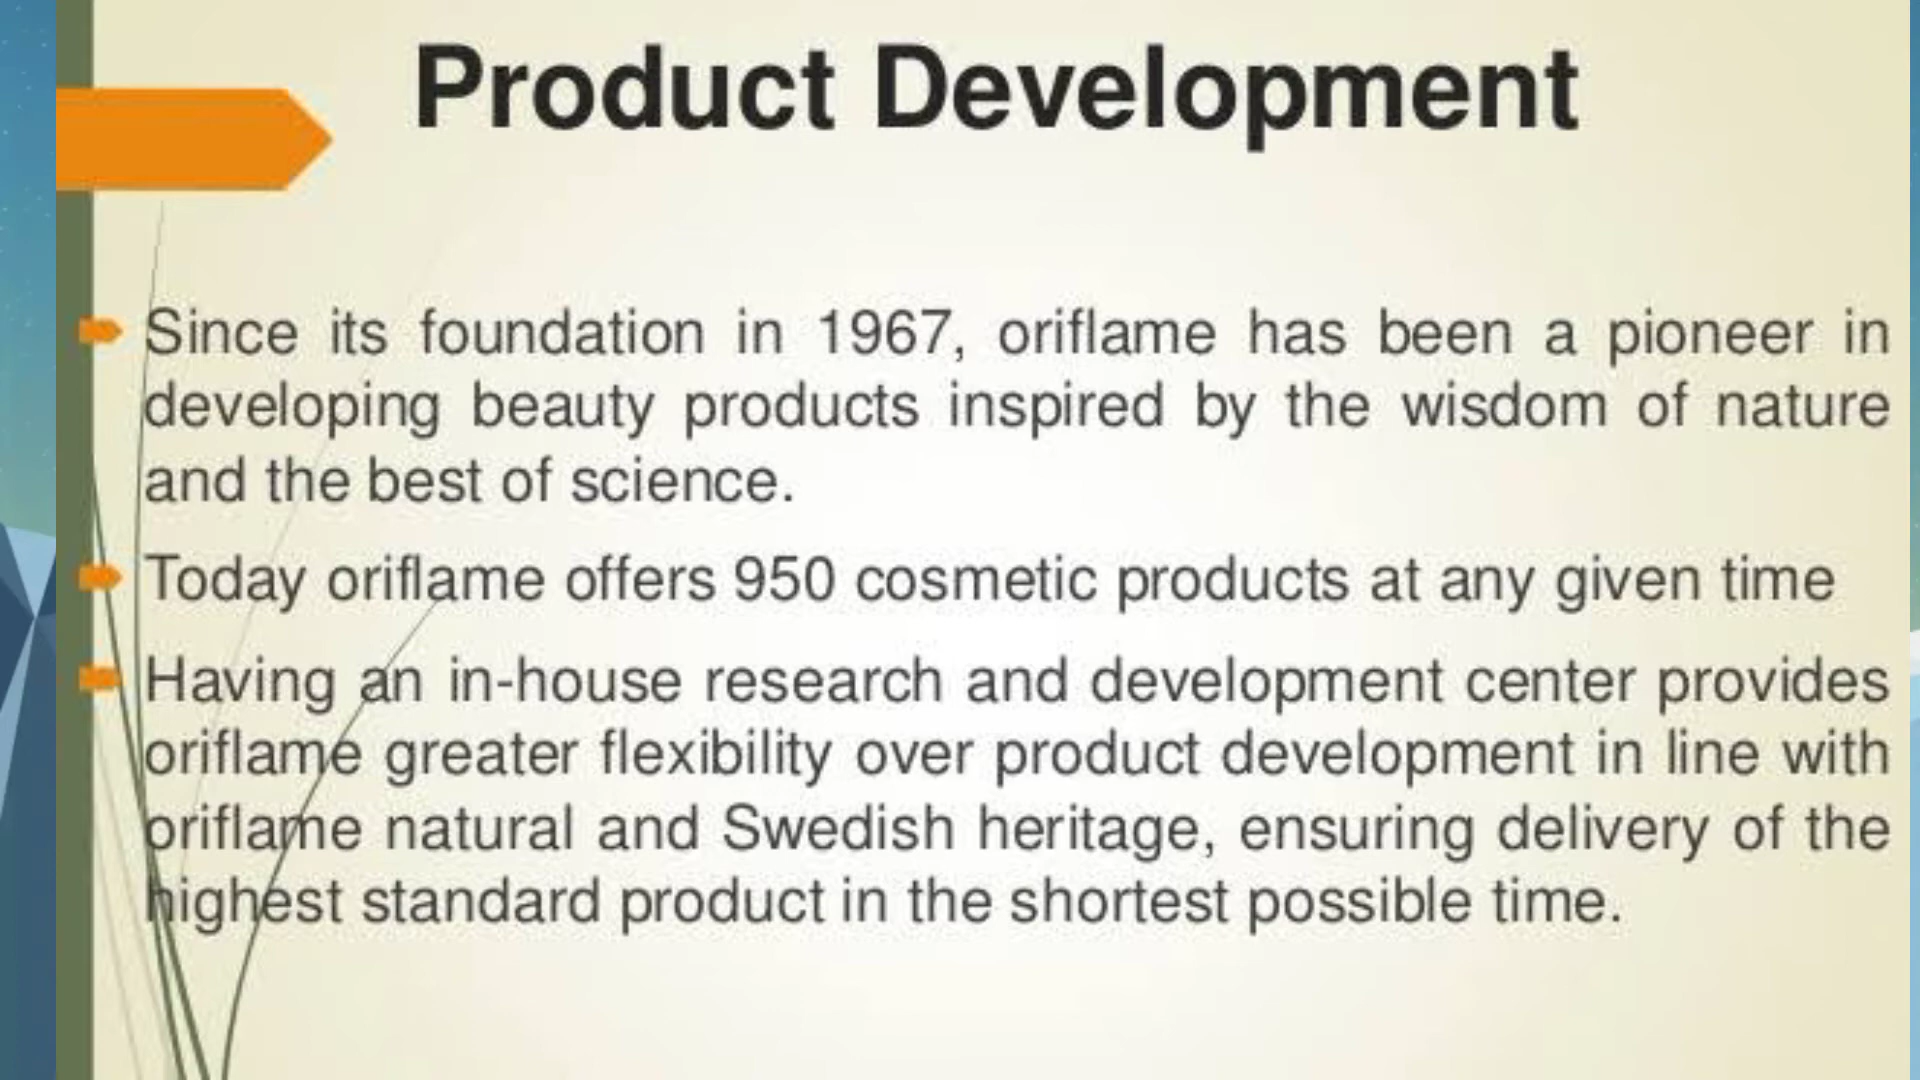 Product Development
Since its foundation in 1967, oriflame has been a pioneer in
developing beauty products inspired by the wisdom of nature
and the best of science.
Today oriflame offers 950 cosmetic products at any given time
Having an in-house research and development center provides
oriflame greater flexibility over product development in line with
oriflame natural and Swedish heritage, ensuring delivery of the
highest standard product in the shortest possible time.